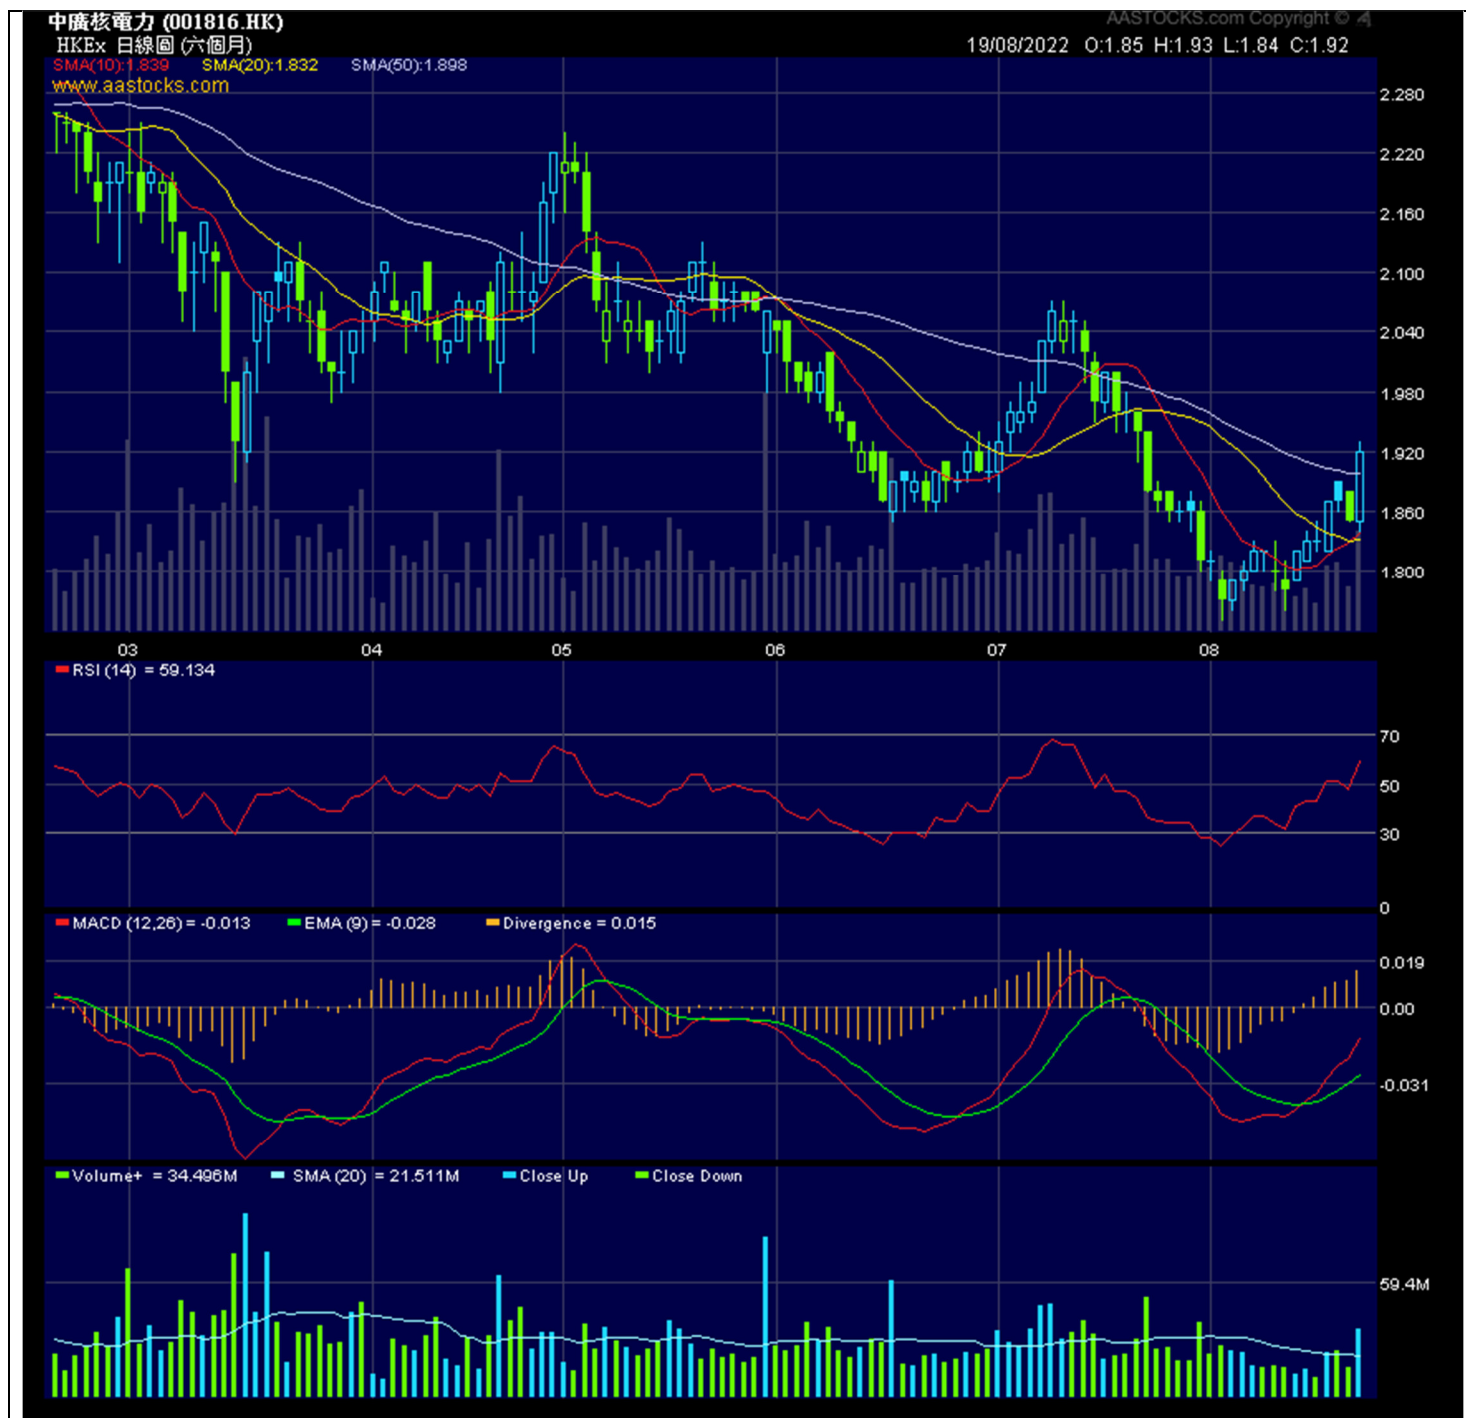 AASTOCKS.com Copyright ©
中廣核電力 (001816.HK)
HKEx 日線圖 (六個月)
19/08/2022 O:1.85 H:1.93 L:1.84 C:1.92
SMA(10):1.839 SMA(20):1.832 SMA(50):1.898
www.aastocks.com
2.280
2.220
2.160
2.100
2.040
1.980
1.920
1.860
1.800
03 04 05 06 07 08
RSI (14) = 59.134
70
50
30
0
MACD (12,26) = -0.013 EMA (9) = -0.028 Divergence = 0.015
0.019
0.00
-0.031
Volume+ = 34.496M SMA (20) = 21.511M Close Up Close Down
59.4M